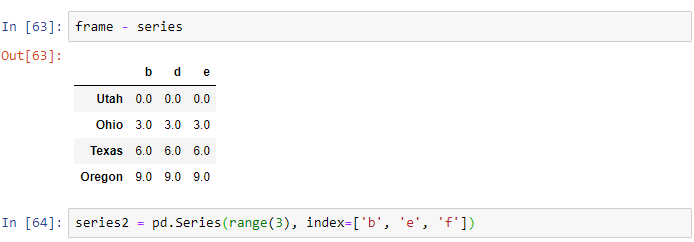 In [63]: frame - series
Out[63]:
b d e
Utah 0.0 0.0 0.0
Ohio 3.0 3.0 3.0
Texas 6.0 6.0 6.0
Oregon 9.0 9.0 9.0
In [64]: series2 = pd.Series(range(3), index=['b', 'e', 'f'])